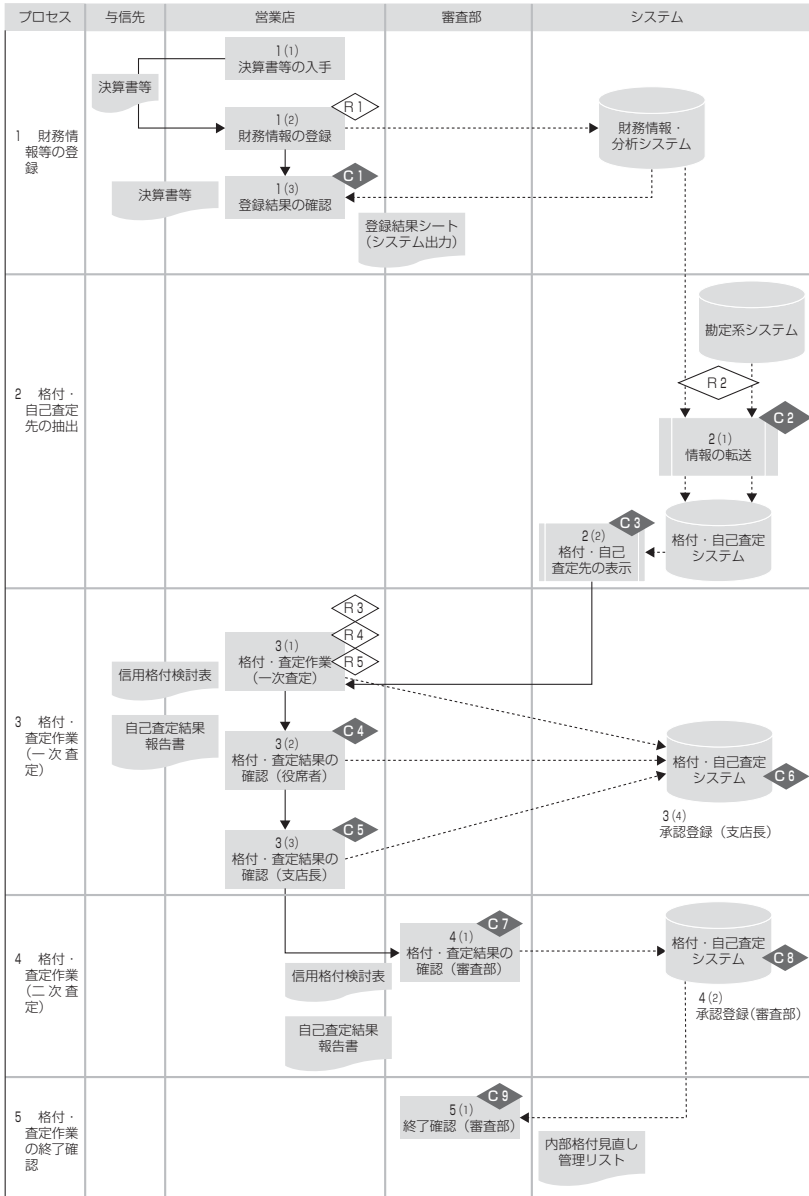 プロセス
与信先
営業店
審査部
システム
1 財務情
報等の登
録
1⑴
決算書等の入手
決算書等
R1
1⑵
財務情報の登録
財務情報・
分析システム
C1
1⑶
登録結果の確認
決算書等
登録結果シート
(システム出力)
2 格付・
自己査定
先の抽出
勘定系システム
R2
C2
2⑴
情報の転送
C3
2⑵
格付・自己
査定先の表示
格付・自己査定
システム
3 格付・
査定作業
(一次査
定)
R3
R4
R5
3⑴
格付・査定作業
(一次査定)
信用格付検討表
自己査定結果
報告書
C4
3⑵
格付・査定結果の
確認(役席者)
格付・自己査定
システム
C6
3⑷
承認登録(支店長)
C5
3⑶
格付・査定結果の
確認(支店長)
4 格付・
査定作業
(二次査
定)
C7
4⑴
格付・査定結果の
確認(審査部)
格付・自己査定
システム
C8
4⑵
承認登録(審査部)
信用格付検討表
自己査定結果
報告書
5 格付・
査定作業
の終了確
認
C9
5⑴
終了確認(審査部)
内部格付見直し
管理リスト